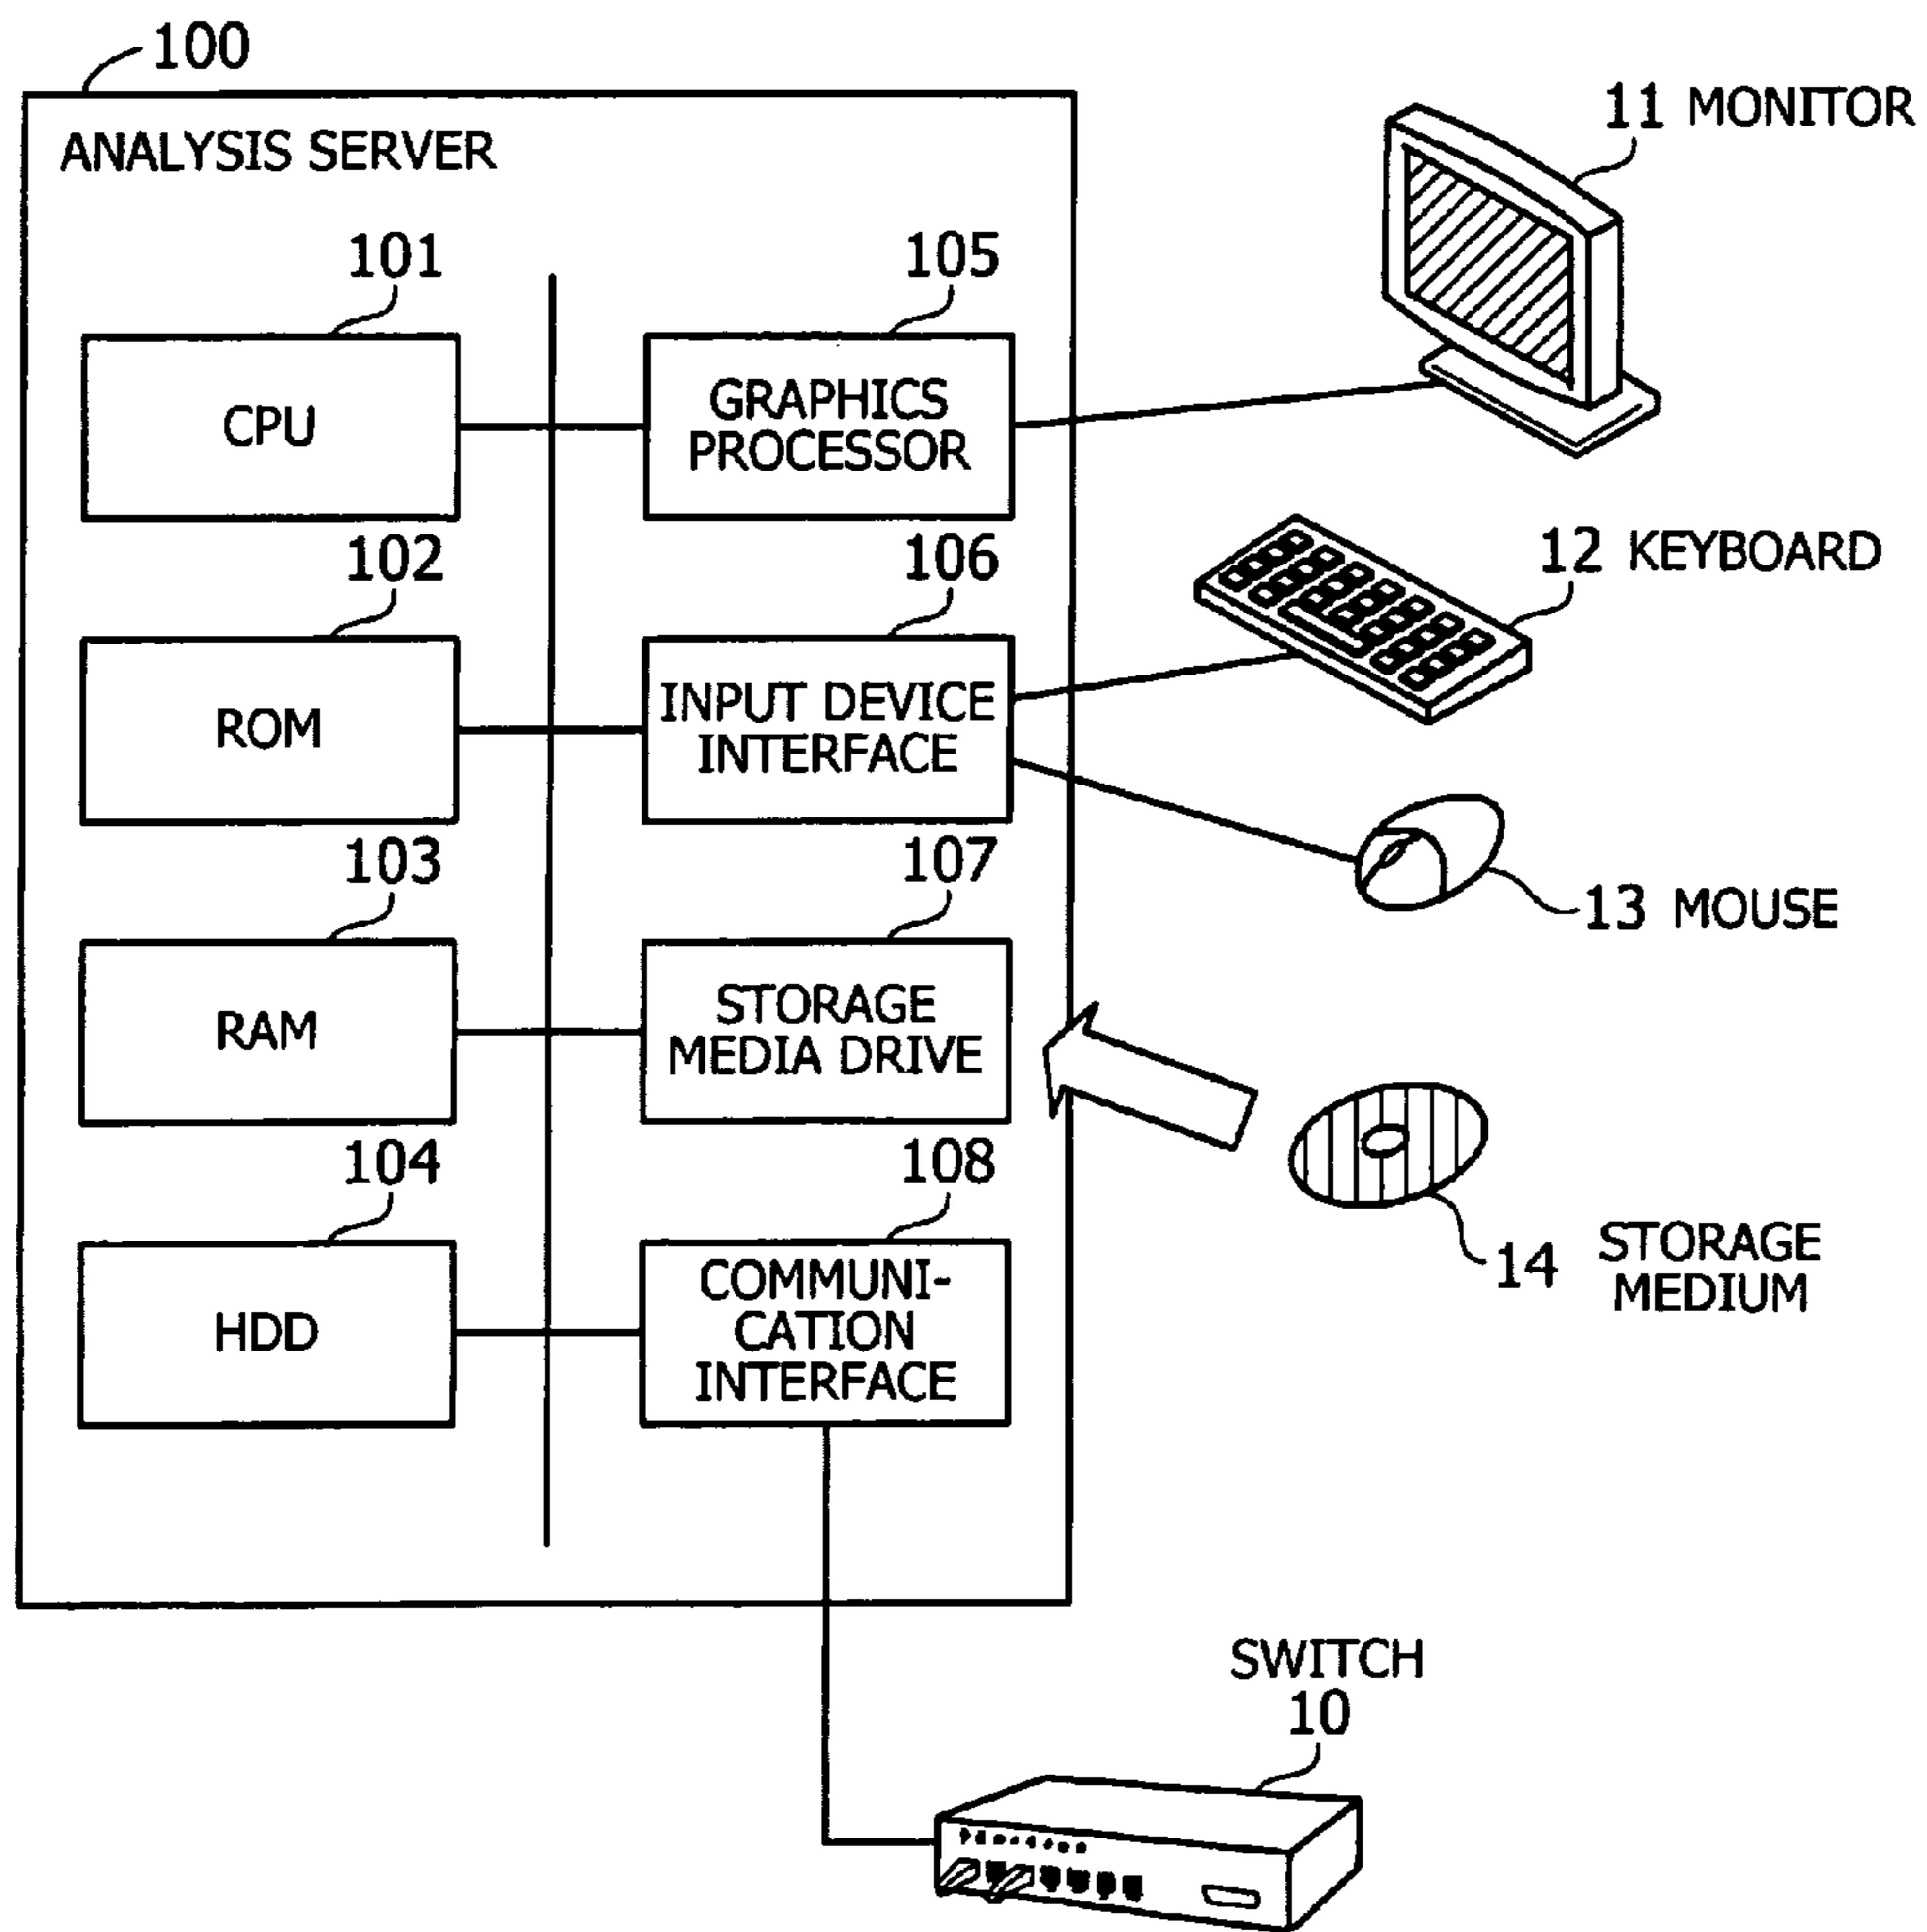 100
ANALYSIS SERVER
11 MONITOR
101
105
CPU
GRAPHICS
PROCESSOR
102
106
12 KEYBOARD
ROM
INPUT DEVICE
INTERFACE
103
107
13 MOUSE
RAM
STORAGE
MEDIA DRIVE
104
108
14 STORAGE
MEDIUM
HDD
COMMUNI-
CATION
INTERFACE
SWITCH
10